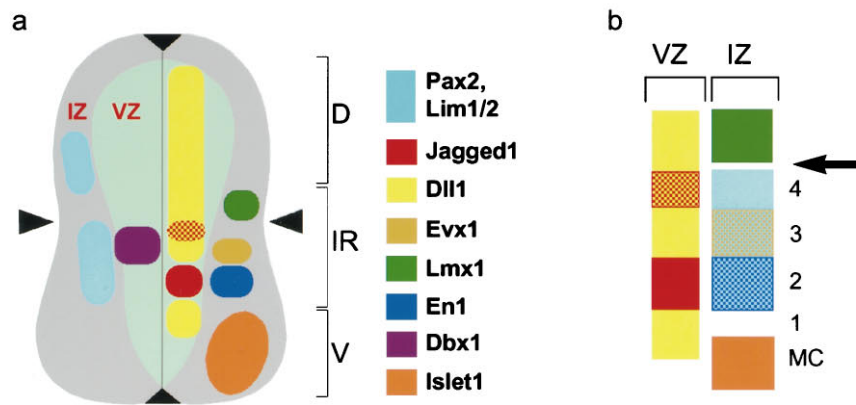 a
IZ VZ
D
IR
V
Pax2,
Lim1/2
Jagged1
Dll1
Evx1
Lmx1
En1
Dbx1
Islet1
b
VZ IZ
4
3
2
1
MC